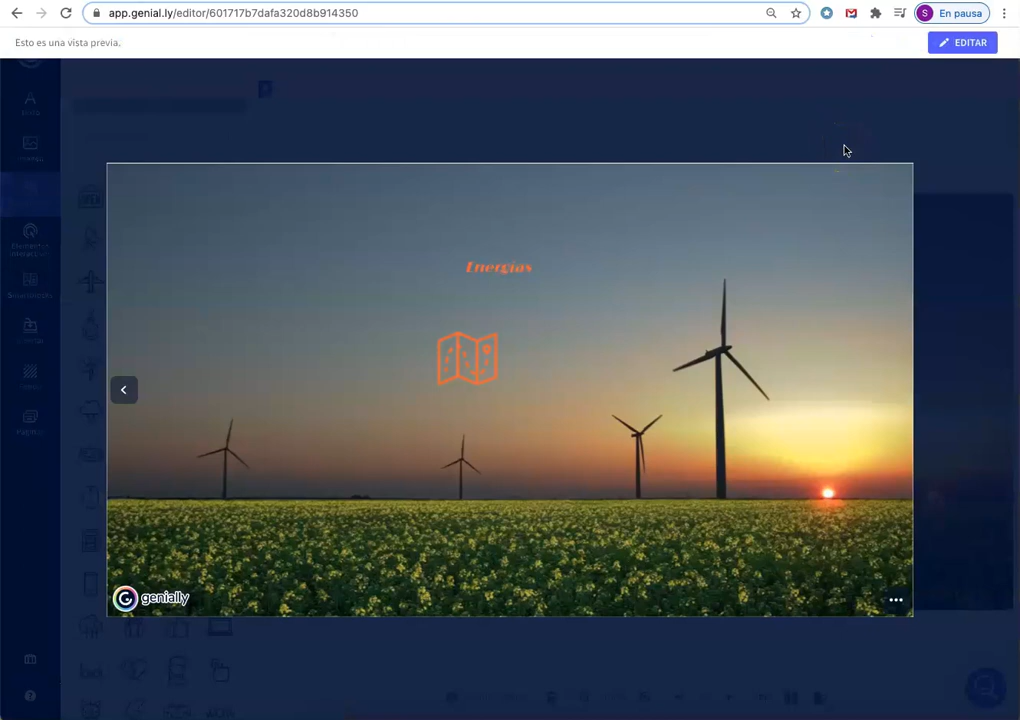 app.genial.ly/editor/601717b7dafa320d8b914350
S
En pausa
Esto es una vista previa.
EDITAR
Energías
genially